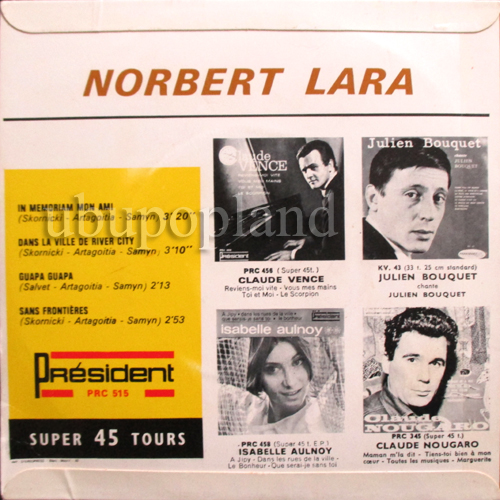 NORBERT LARA
IN MEMORIAM MON AMI
(Skornicki - Artagoitia - Samyn) 3'20"
DANS LA VILLE DE RIVER CITY
(Skornicki - Artagoitia - Samyn) 3'10"
GUAPA GUAPA
(Salvet - Artagoitia - Samyn) 2'13
SANS FRONTIÈRES
(Skornicki - Artagoitia - Samyn) 2'53
Président
PRC 515
SUPER 45 TOURS
Claude
VENCE
Président
PRC 456 (Super 45t.)
CLAUDE VENCE
Reviens-moi vite - Vous mes mains
Toi et Moi - Le Scorpion
Julien Bouquet
KV. 43 (33 t. 25 cm standard)
JULIEN BOUQUET
chante
JULIEN BOUQUET
isabelle aulnoy
PRC 458 (Super 45 t. E.P.)
ISABELLE AULNOY
A Jipy - Dans les rues de la ville -
Le Bonheur - Que serai-je sans toi
Claude
NOUGARO
PRC 345 (Super 45 t.)
CLAUDE NOUGARO
Maman m'la dit - Tiens-toi bien à mon
cœur - Toutes les musiques - Marguerite
ubupopland